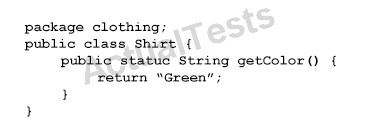 package clothing;
public class Shirt {
public statuc String getColor() {
return “Green”;
}
}
ActualTests